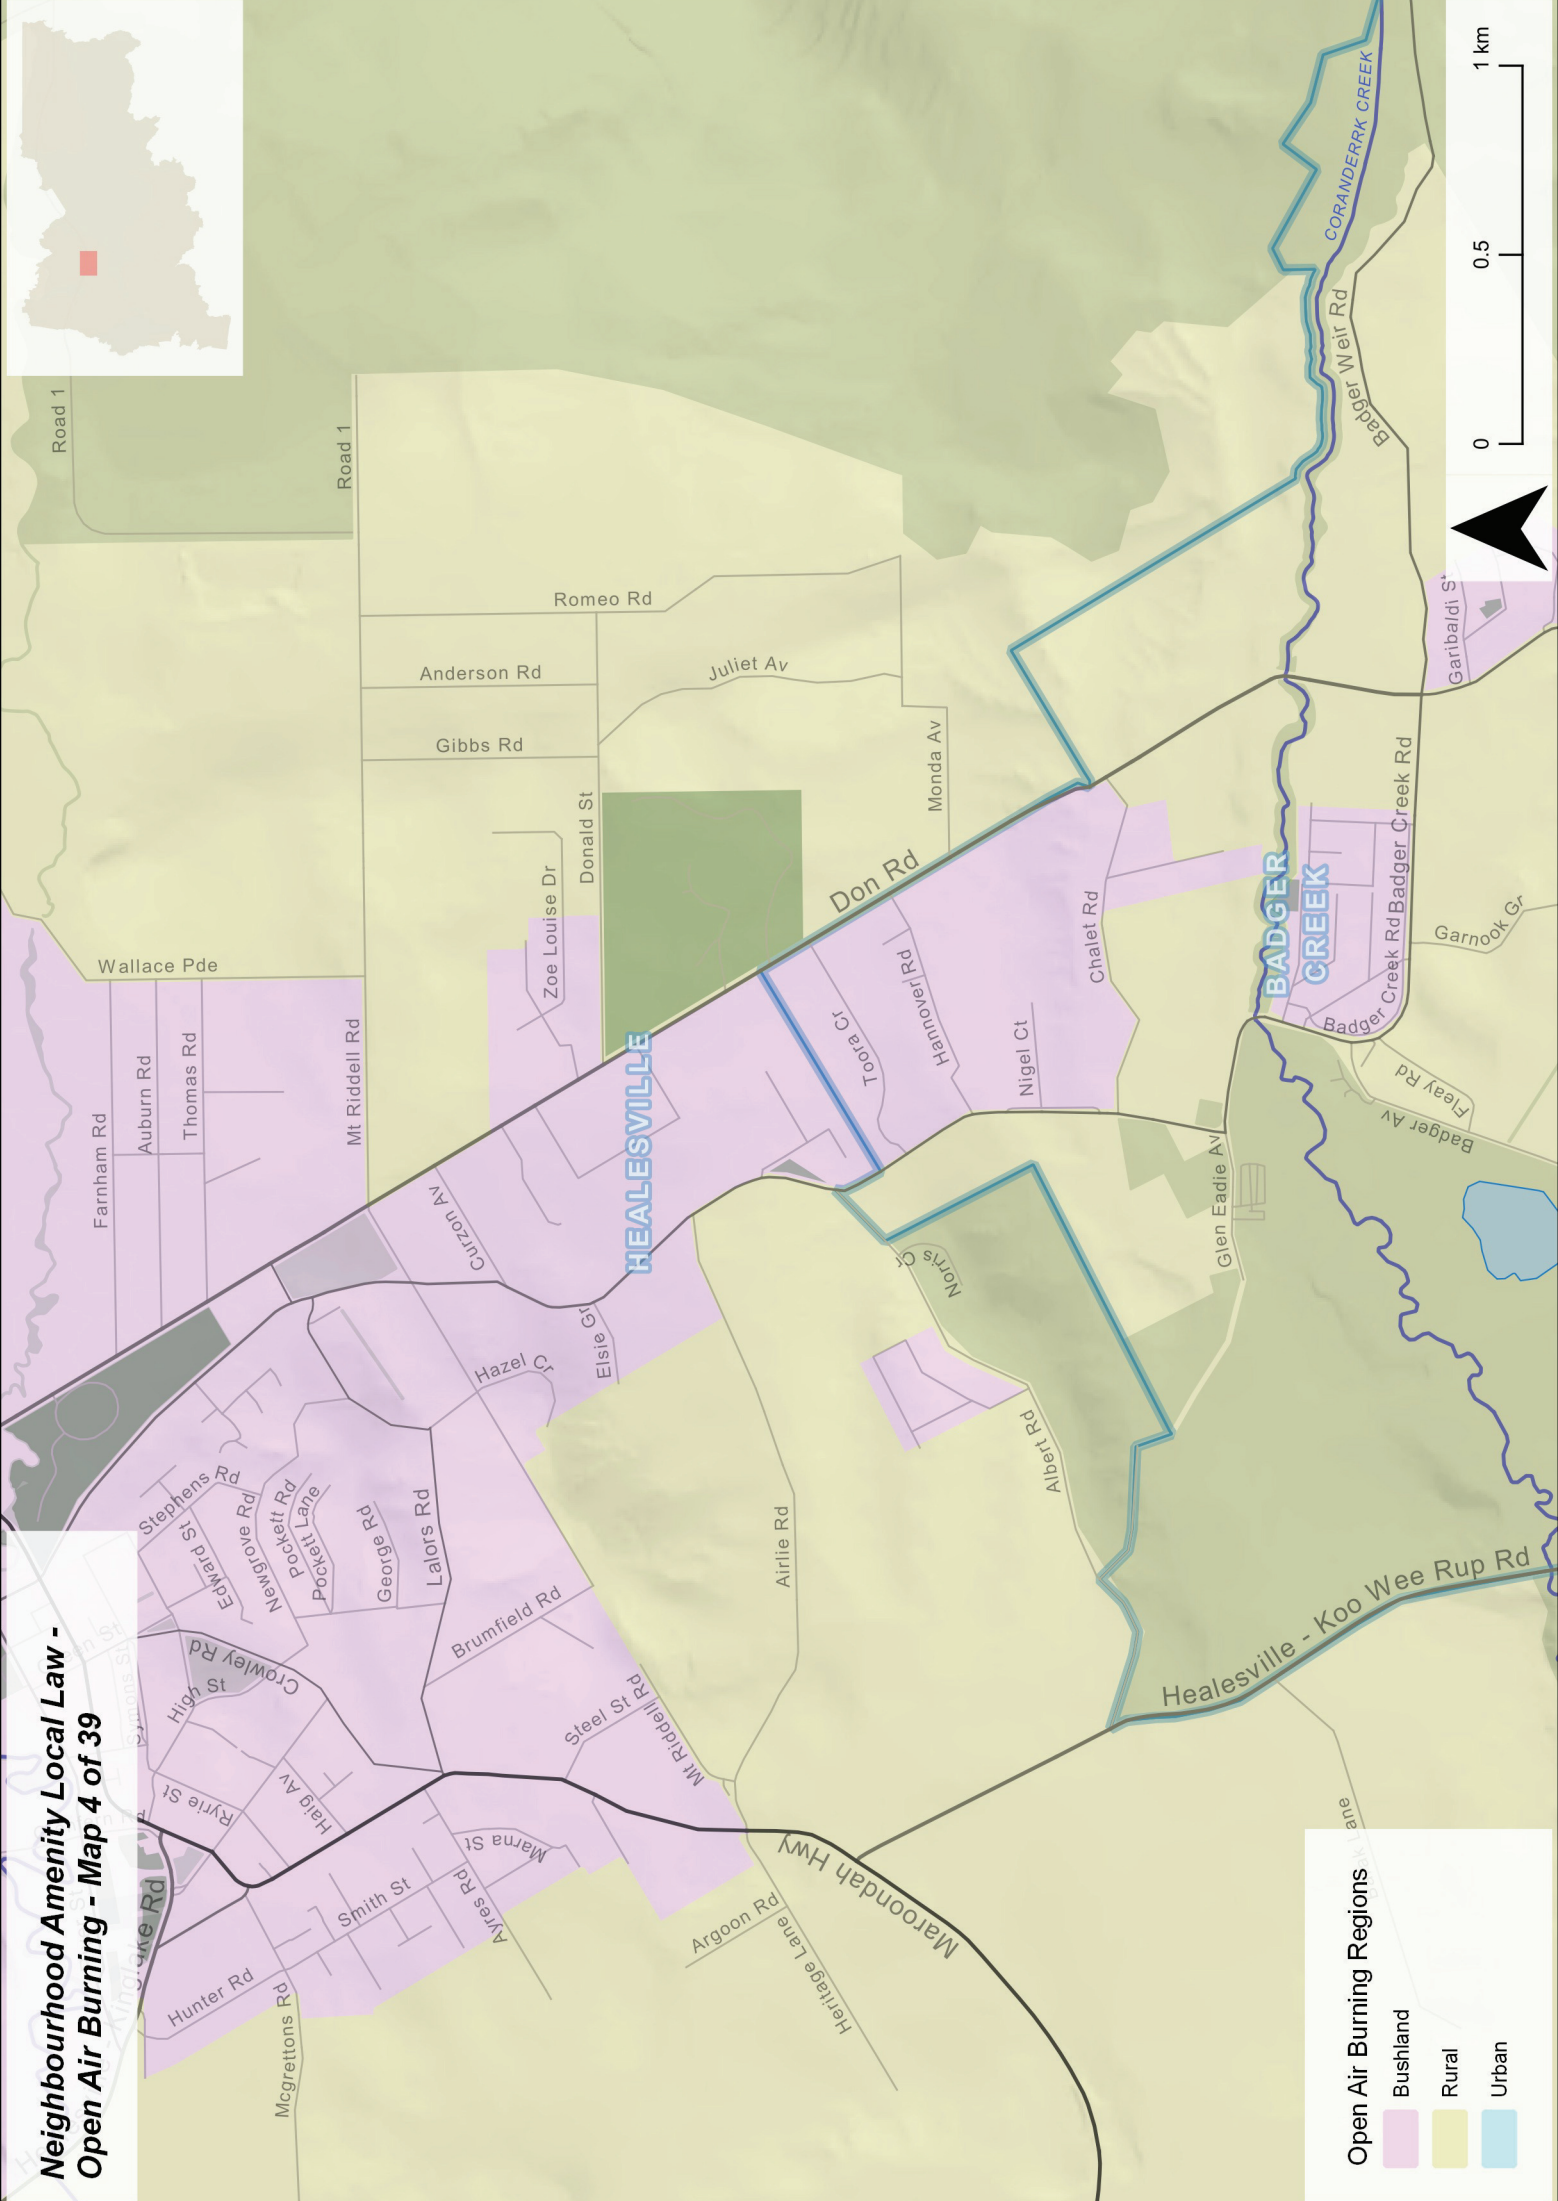 Neighbourhood Amenity Local Law -
Open Air Burning - Map 4 of 39
Road 1
Road 1
Wallace Pde
Farnham Rd
Auburn Rd
Thomas Rd
Mt Riddell Rd
Romeo Rd
Anderson Rd
Gibbs Rd
Juliet Av
Donald St
Zoe Louise Dr
Monda Av
Don Rd
HEALESVILLE
Curzon Av
Elsie Gr
Hazel Cr
Toora Cr
Hannover Rd
Nigel Ct
Chalet Rd
Norris Cr
Glen Eadie Av
Albert Rd
Airlie Rd
Stephens Rd
Edward St
Newgrove Rd
Pockett Rd
Pockett Lane
George Rd
Lalors Rd
Brumfield Rd
Crowley Rd
High St
Symons St
Ryrie St
Haig Av
Steel St
Mt Riddell Rd
Marna St
Smith St
Ayres Rd
Hunter Rd
Mcgrettons Rd
Argoon Rd
Heritage Lane
Maroondah Hwy
Healesville - Koo Wee Rup Rd
BADGER
CREEK
Badger Creek Rd
Badger Creek Rd
Badger Creek Rd
Garnook Gr
Fleay Rd
Badger Av
Garibaldi St
Badger Weir Rd
CORANDERRK CREEK
0 0.5 1 km
Open Air Burning Regions
Bushland
Rural
Urban